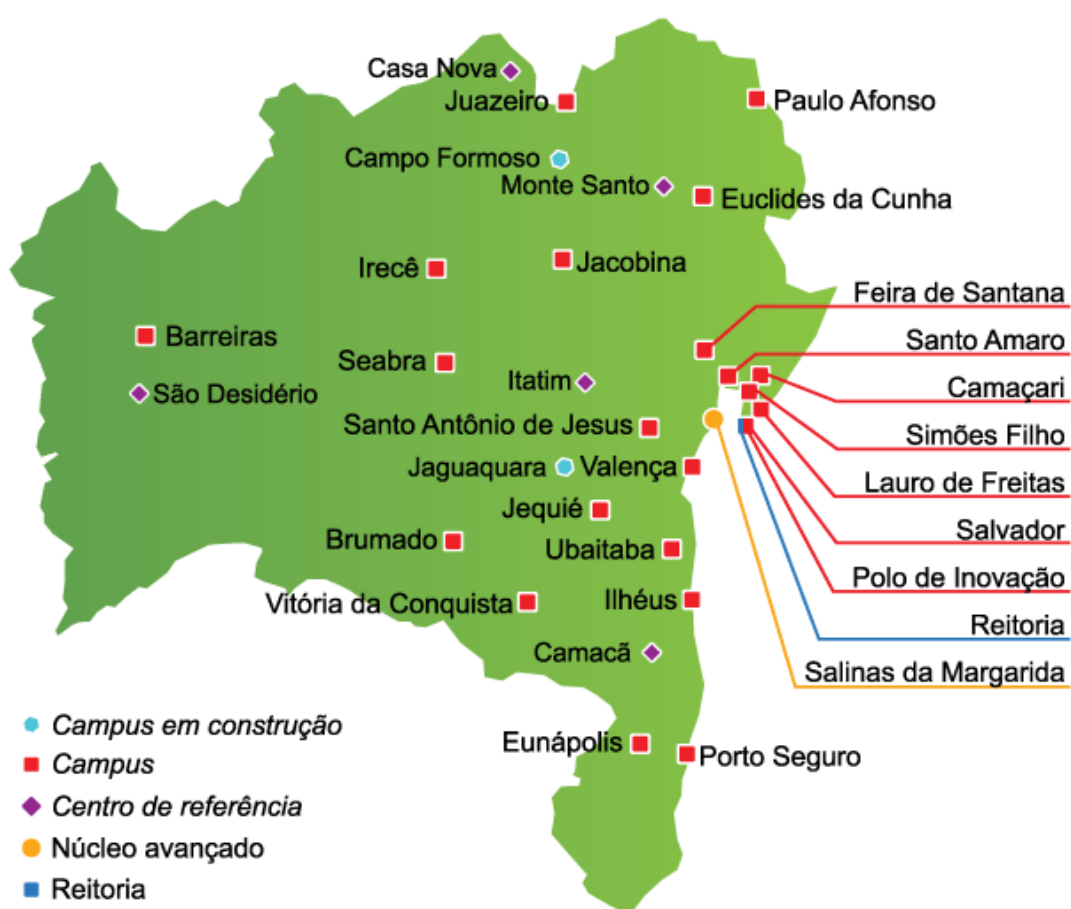 Casa Nova
Juazeiro
Paulo Afonso
Campo Formoso
Monte Santo
Euclides da Cunha
Irecê
Jacobina
Feira de Santana
Barreiras
Santo Amaro
Seabra
Itatim
Camaçari
São Desidério
Santo Antônio de Jesus
Simões Filho
Jaguaquara
Valença
Lauro de Freitas
Jequié
Salvador
Brumado
Ubaitaba
Polo de Inovação
Vitória da Conquista
Ilhéus
Reitoria
Camacã
Salinas da Margarida
Eunápolis
Porto Seguro
Campus em construção
Campus
Centro de referência
Núcleo avançado
Reitoria